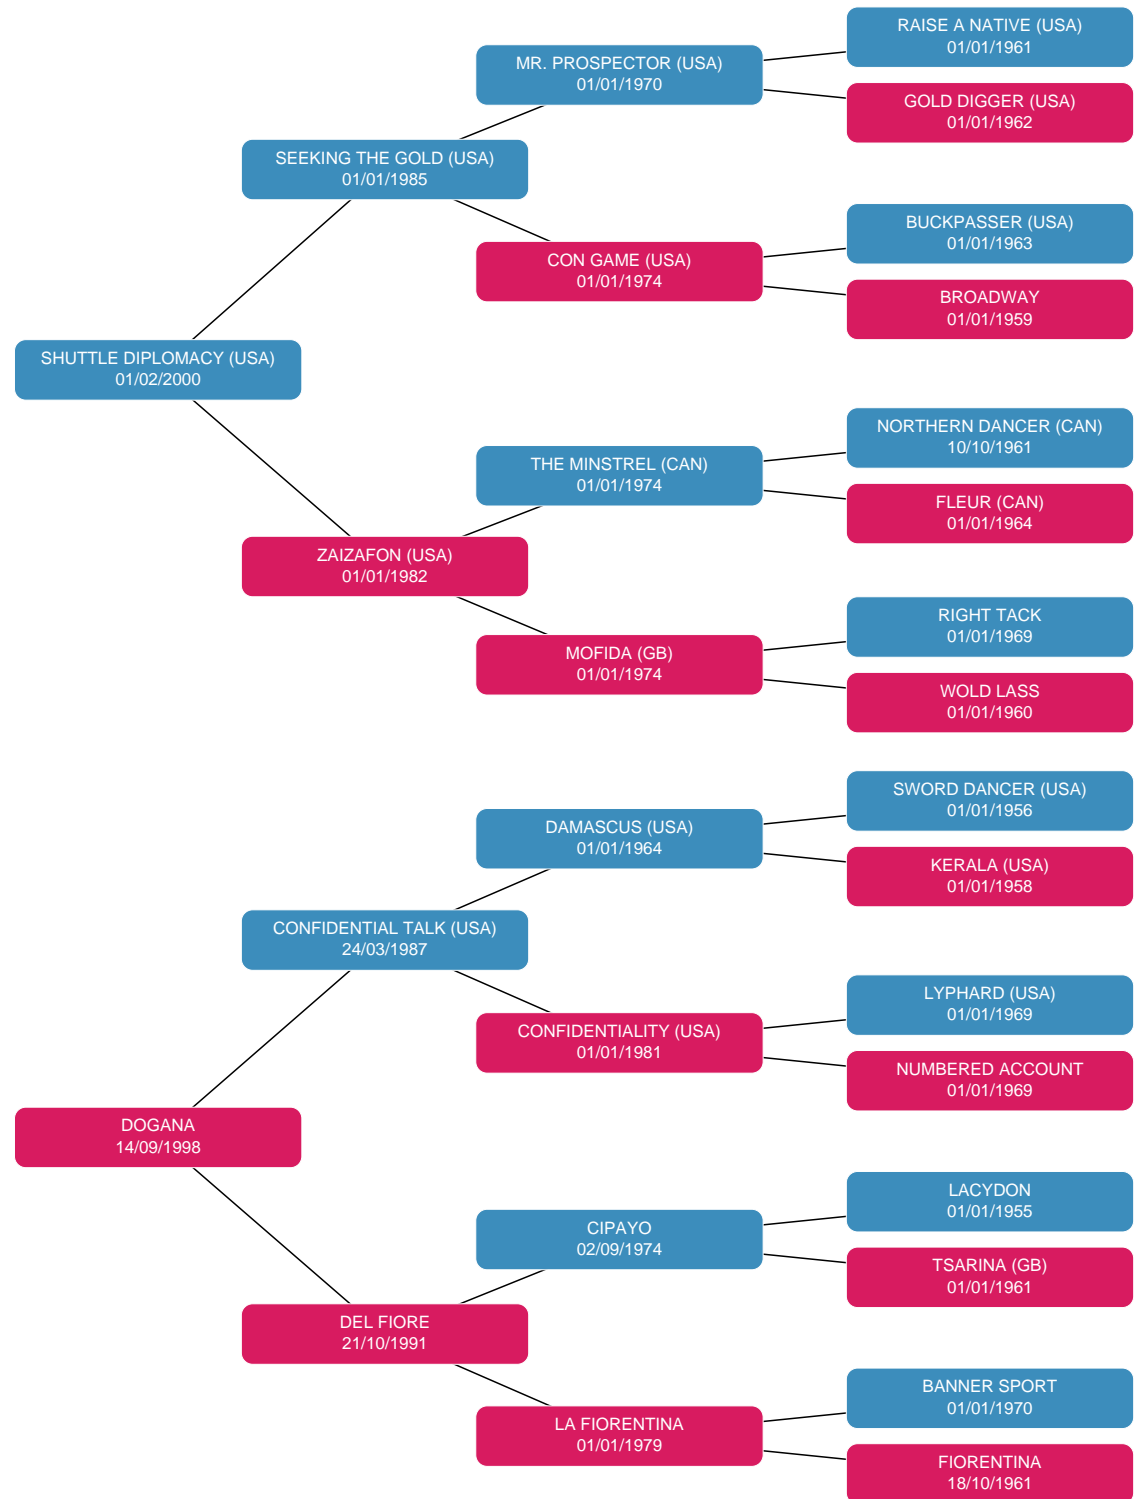 RAISE A NATIVE (USA)
01/01/1961
MR. PROSPECTOR (USA)
01/01/1970
GOLD DIGGER (USA)
01/01/1962
SEEKING THE GOLD (USA)
01/01/1985
BUCKPASSER (USA)
01/01/1963
CON GAME (USA)
01/01/1974
BROADWAY
01/01/1959
SHUTTLE DIPLOMACY (USA)
01/02/2000
NORTHERN DANCER (CAN)
10/10/1961
THE MINSTREL (CAN)
01/01/1974
FLEUR (CAN)
01/01/1964
ZAIZAFON (USA)
01/01/1982
RIGHT TACK
01/01/1969
MOFIDA (GB)
01/01/1974
WOLD LASS
01/01/1960
SWORD DANCER (USA)
01/01/1956
DAMASCUS (USA)
01/01/1964
KERALA (USA)
01/01/1958
CONFIDENTIAL TALK (USA)
24/03/1987
LYPHARD (USA)
01/01/1969
CONFIDENTIALITY (USA)
01/01/1981
NUMBERED ACCOUNT
01/01/1969
DOGANA
14/09/1998
LACYDON
01/01/1955
CIPAYO
02/09/1974
TSARINA (GB)
01/01/1961
DEL FIORE
21/10/1991
BANNER SPORT
01/01/1970
LA FIORENTINA
01/01/1979
FIORENTINA
18/10/1961